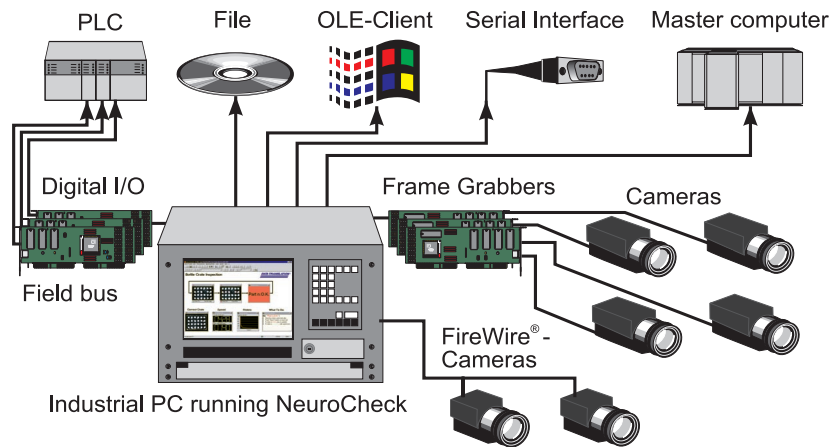 PLC
File
OLE-Client
Serial Interface
Master computer
Digital I/O
Frame Grabbers
Cameras
Field bus
FireWire® -
Cameras
Industrial PC running NeuroCheck